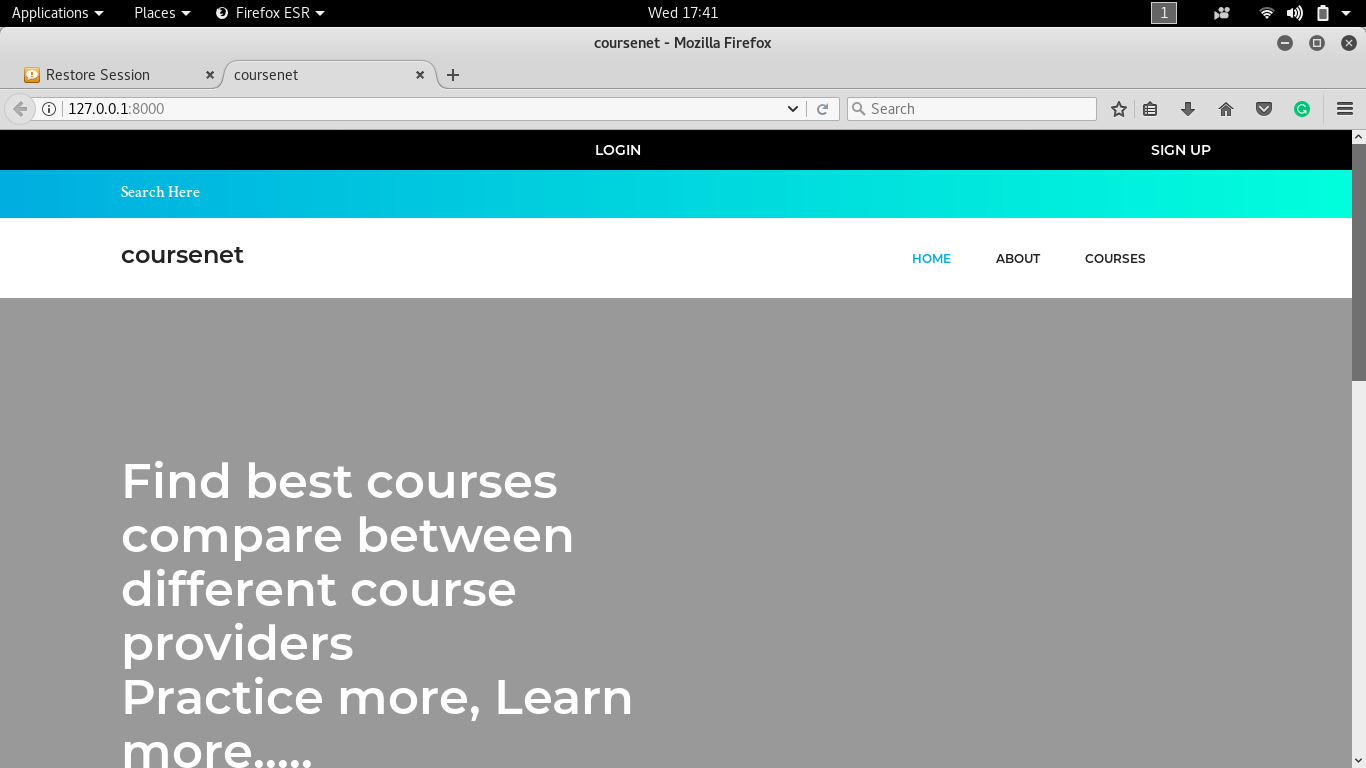 Applications Places Firefox ESR Wed 17:41 1
coursenet - Mozilla Firefox
Restore Session coursenet
127.0.0.1:8000 Search
LOGIN SIGN UP
Search Here
coursenet HOME ABOUT COURSES
Find best courses
compare between
different course
providers
Practice more, Learn
more.....